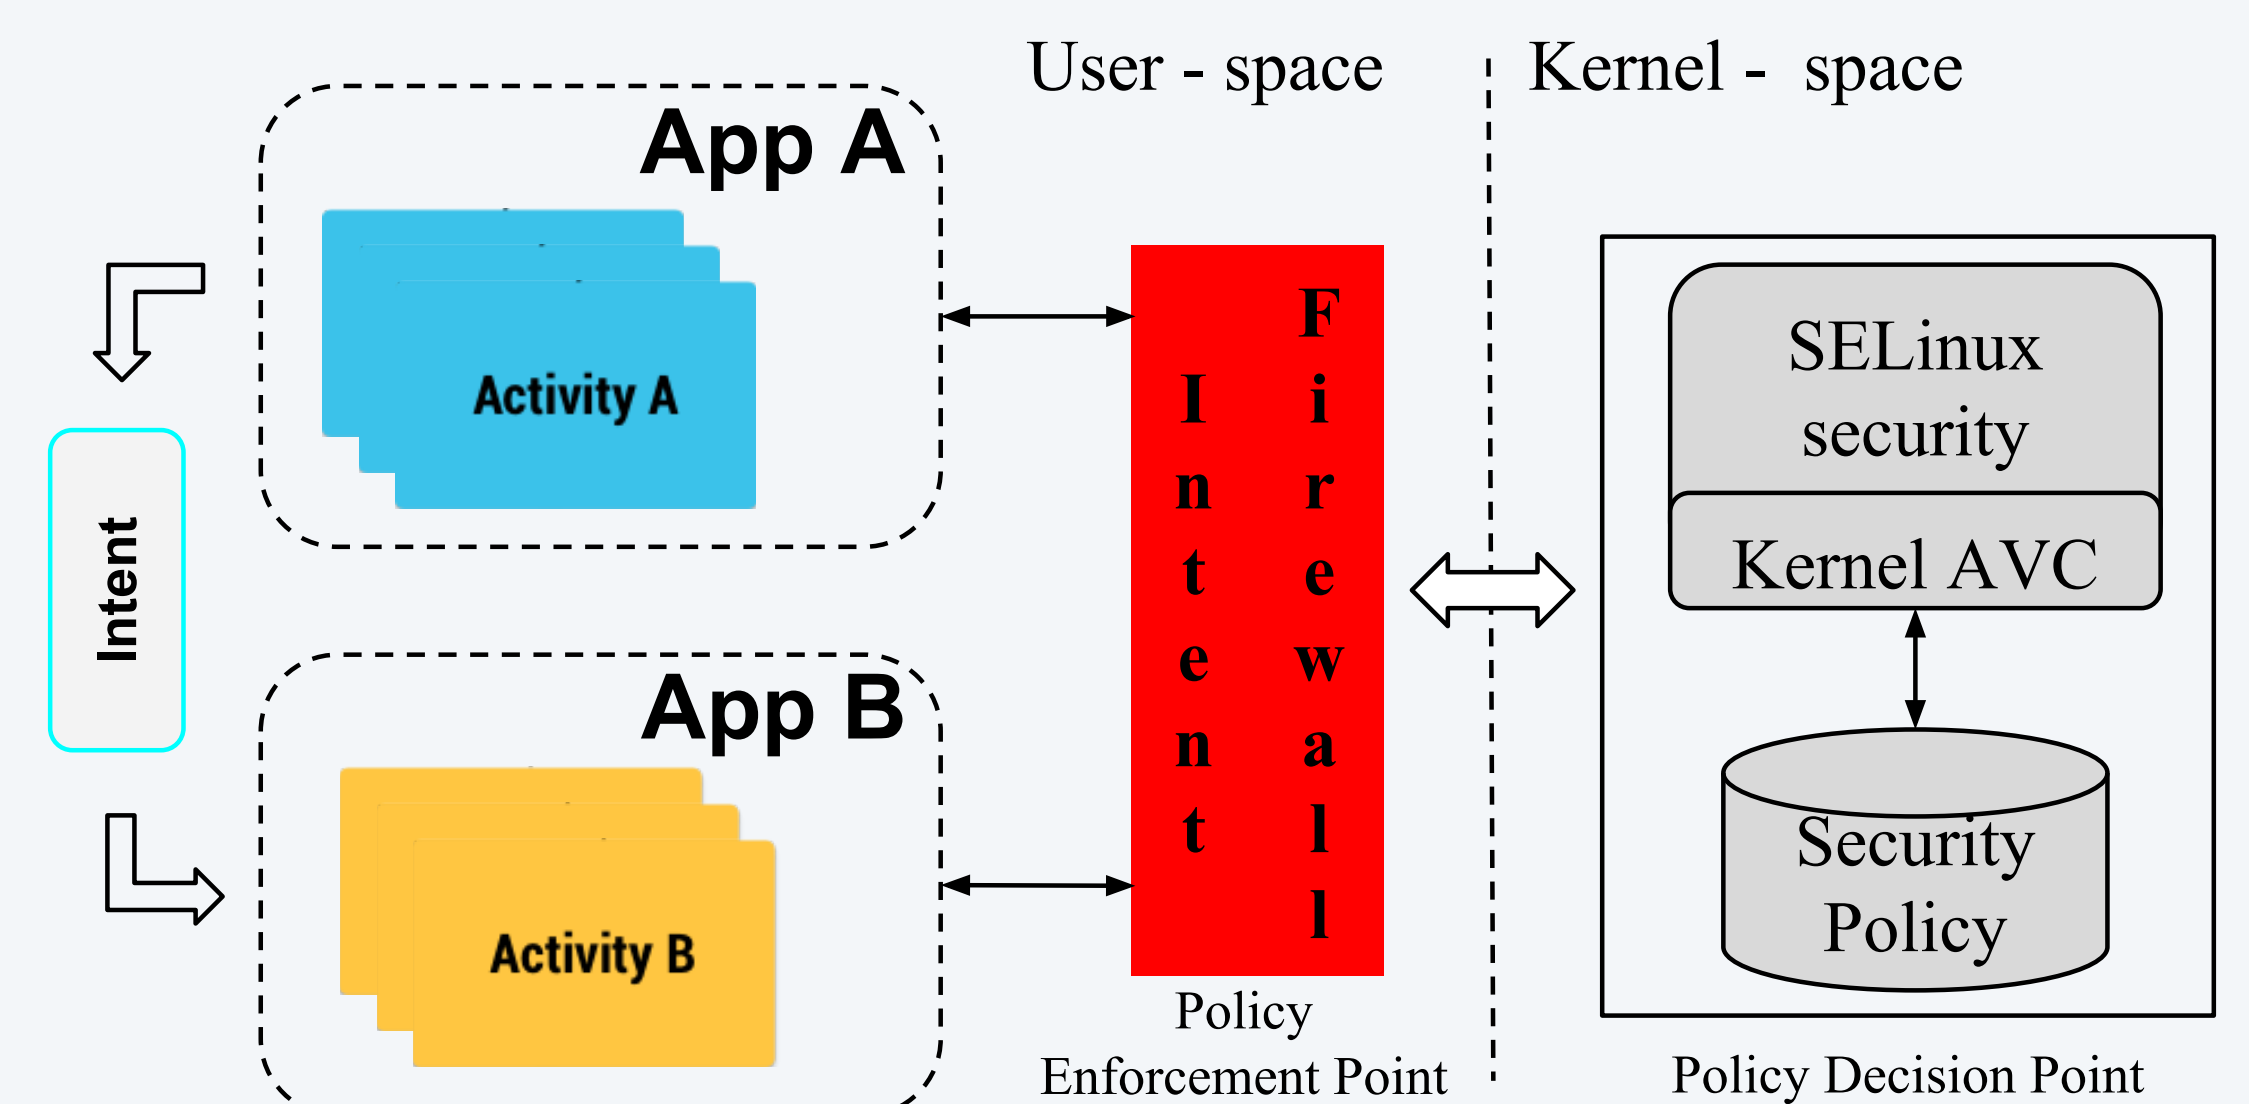 User - space
Kernel - space
App A
Activity A
Intent
App B
Activity B
Intent
Firewall
Policy
Enforcement Point
SELinux
security
Kernel AVC
Security
Policy
Policy Decision Point